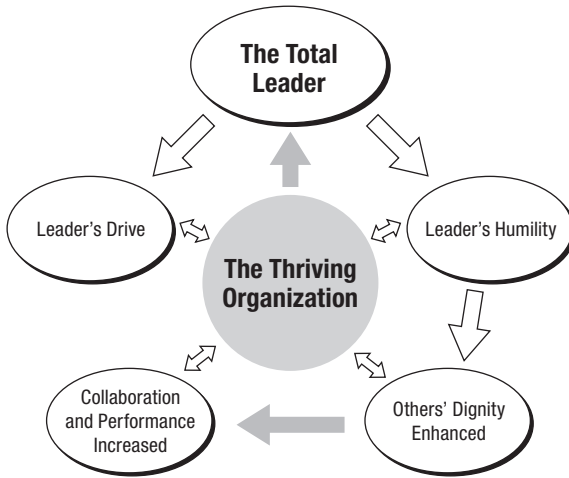 The Total
Leader
Leader’s Drive
Leader’s Humility
The Thriving
Organization
Collaboration
and Performance
Increased
Others’ Dignity
Enhanced